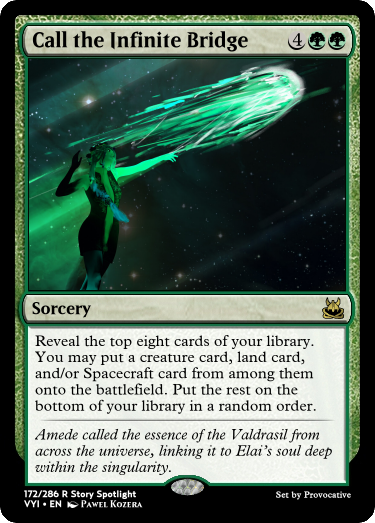 Call the Infinite Bridge 4
Sorcery
Reveal the top eight cards of your library.
You may put a creature card, land card,
and/or Spacecraft card from among them
onto the battlefield. Put the rest on the
bottom of your library in a random order.
Amede called the essence of the Valdrasil from
across the universe, linking it to Elai's soul deep
within the singularity.
172/286 R Story Spotlight
VYI • EN Pawel Kozera
Set by Provocative